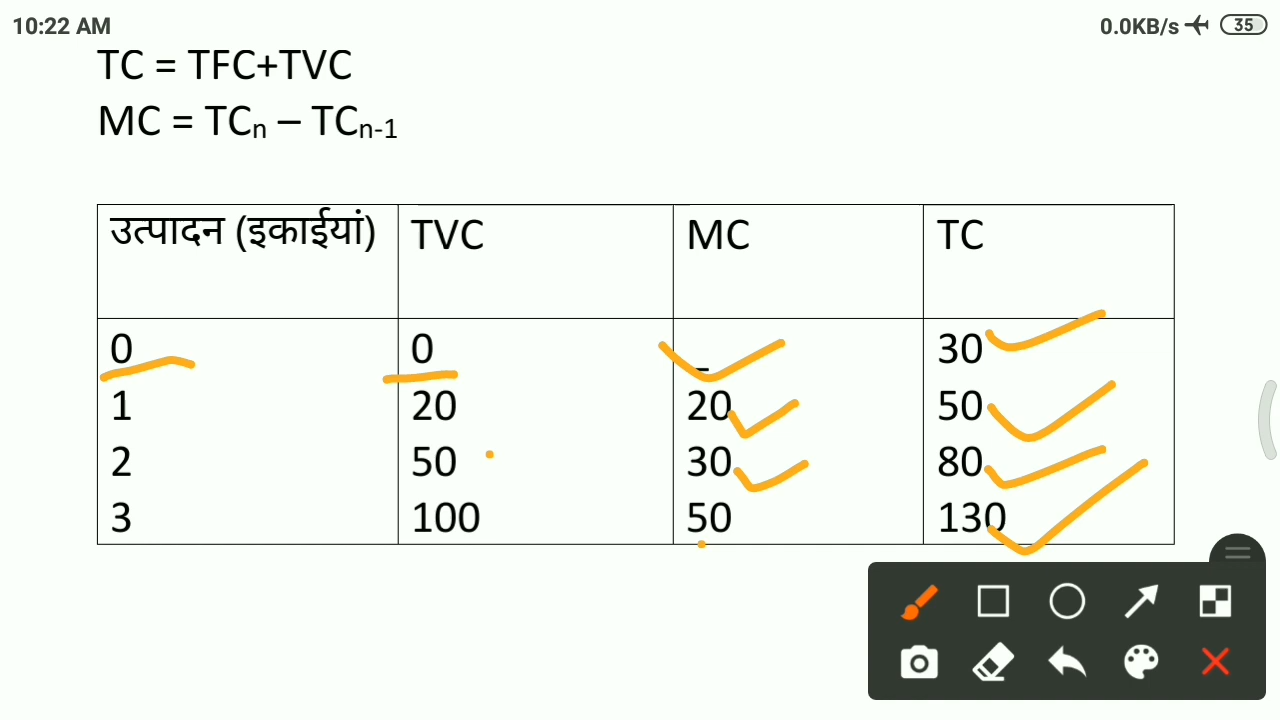 10:22 AM 0.0KB/s 35
TC = TFC+TVC
MC = TCn – TCn-1
उत्पादन (इकाईयां) TVC MC TC
0 0 _ 30
1 20 20 50
2 50 30 80
3 100 50 130